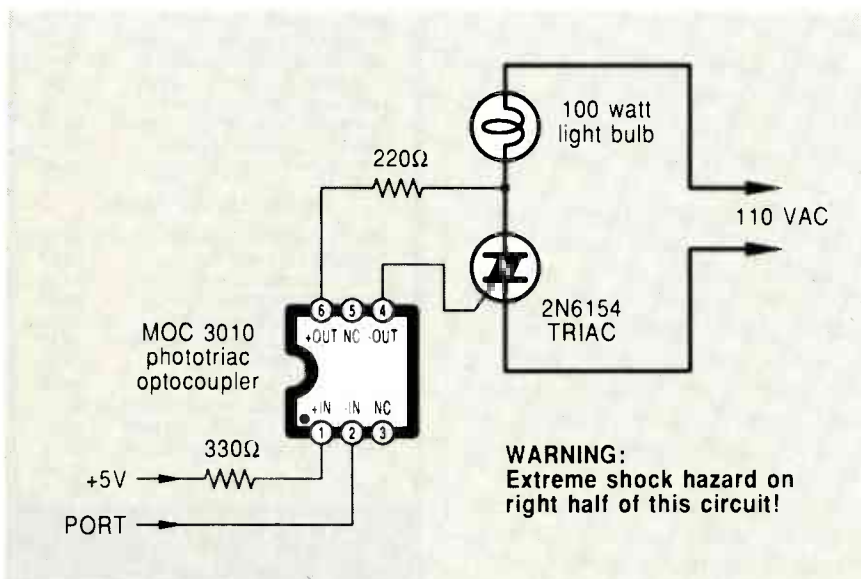 100 watt
light bulb
220Ω
110 VAC
6 5 4
+OUT NC -OUT
2N6154
TRIAC
MOC 3010
phototriac
optocoupler
+IN -IN NC
1 2 3
330Ω
+5V
PORT
WARNING:
Extreme shock hazard on
right half of this circuit!